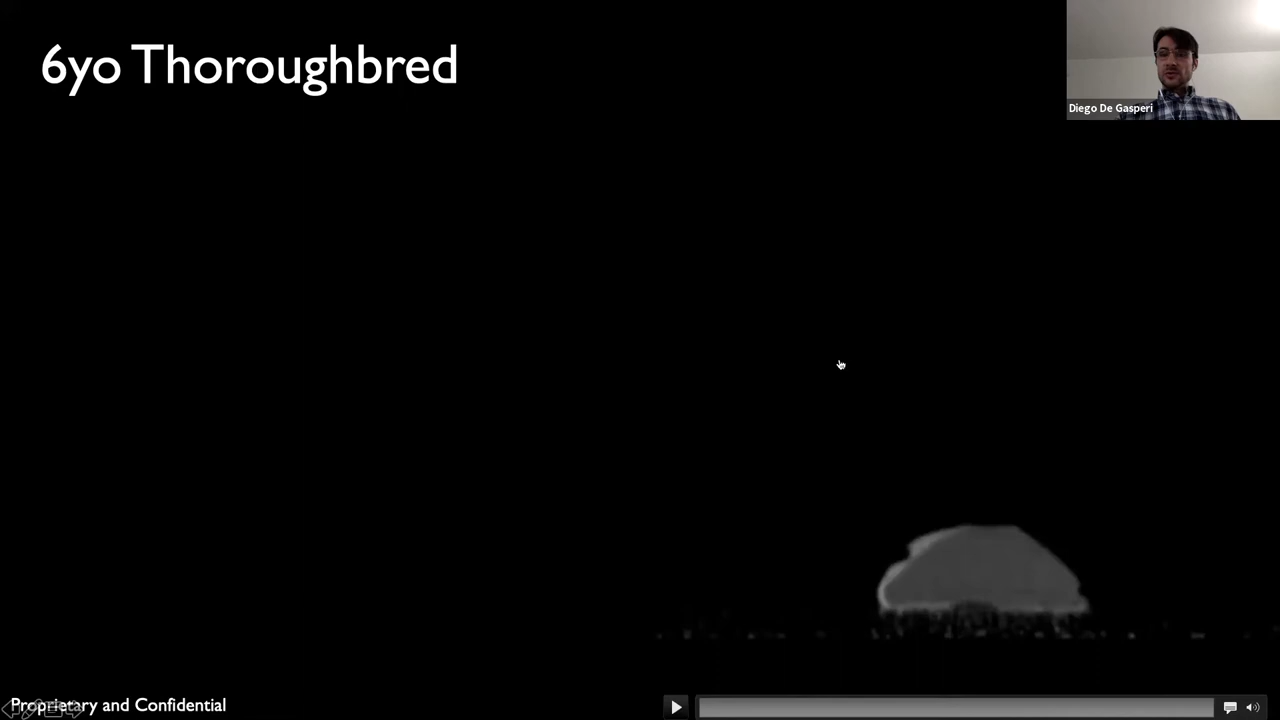 6yo Thoroughbred
Diego De Gasperi
Proprietary and Confidential